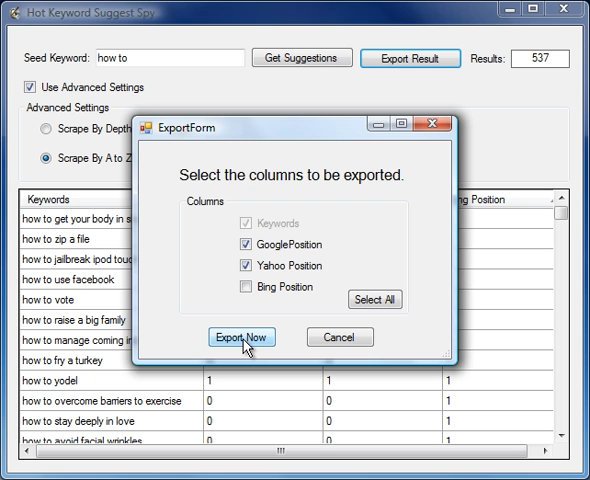 Hot Keyword Suggest Spy
Seed Keyword: how to Get Suggestions Export Result Results: 537
Use Advanced Settings
Advanced Settings
Scrape By Depth
Scrape By A to Z
ExportForm
Select the columns to be exported.
Columns
Keywords
GooglePosition
Yahoo Position
Bing Position
Select All
Export Now Cancel
Keywords Position
how to get your body in
how to zip a file
how to jailbreak ipod
how to use facebook
how to vote
how to raise a big family
how to manage coming
how to fry a turkey
how to yodel 1 1 1
how to overcome barriers to exercise 0 0 1
how to stay deeply in love 0 0 1
how to avoid facial wrinkles 0 0 1